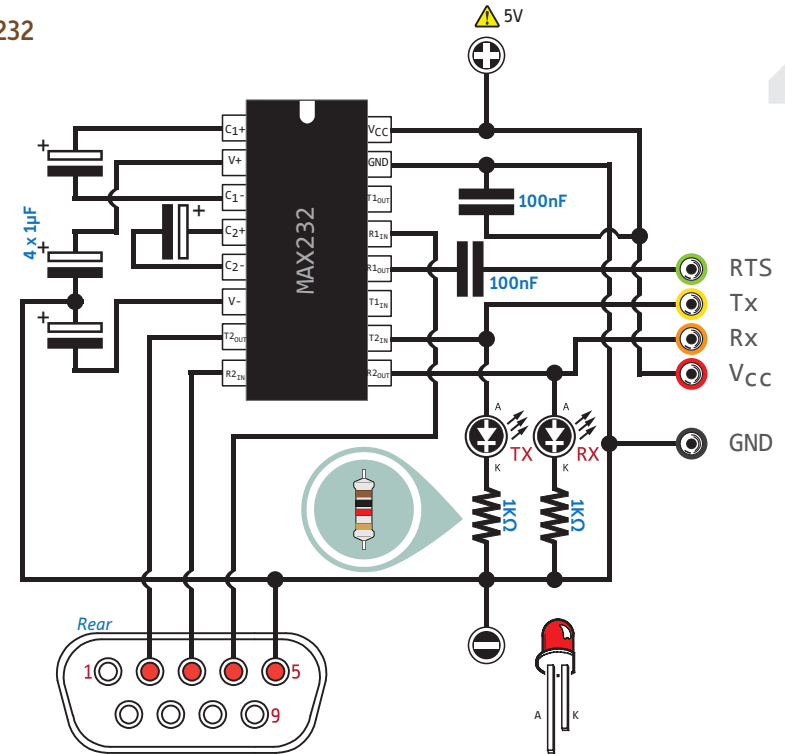 232
5V
C1+
V+
C1-
C2+
C2-
V-
T2OUT
R2IN
MAX232
VCC
GND
T1OUT
R1IN
R1OUT
T1IN
T2IN
R2OUT
+
+
+
+
4 x 1µF
100nF
100nF
RTS
Tx
Rx
VCC
GND
A
A
TX
RX
K
K
1KΩ
1KΩ
Rear
1
5
9
A
K